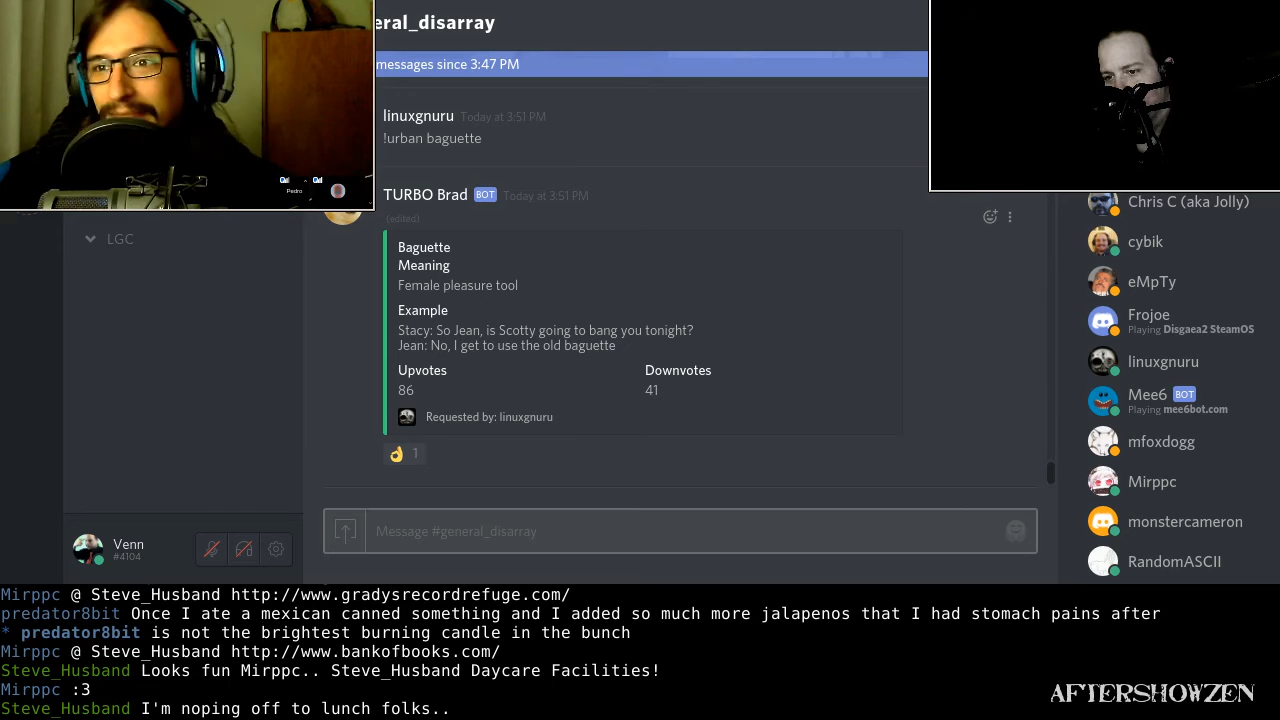 eral_disarray
messages since 3:47 PM
linuxgnuru Today at 3:51 PM
!urban baguette
TURBO Brad BOT Today at 3:51 PM
(edited)
Baguette
Meaning
Female pleasure tool
Example
Stacy: So Jean, is Scotty going to bang you tonight?
Jean: No, I get to use the old baguette
Upvotes Downvotes
86 41
Requested by: linuxgnuru
👌 1
Message #general_disarray
Pedro
LGC
Venn
#4104
Chris C (aka Jolly)
cybik
eMpTy
Frojoe
Playing Disgaea2 SteamOS
linuxgnuru
Mee6 BOT
Playing mee6bot.com
mfoxdogg
Mirppc
monstercameron
RandomASCII
Mirppc @ Steve_Husband http://www.gradysrecordrefuge.com/
predator8bit Once I ate a mexican canned something and I added so much more jalapenos that I had stomach pains after
* predator8bit is not the brightest burning candle in the bunch
Mirppc @ Steve_Husband http://www.bankofbooks.com/
Steve_Husband Looks fun Mirppc.. Steve_Husband Daycare Facilities!
Mirppc :3
Steve_Husband I'm noping off to lunch folks..
AFTERSHOWZEN